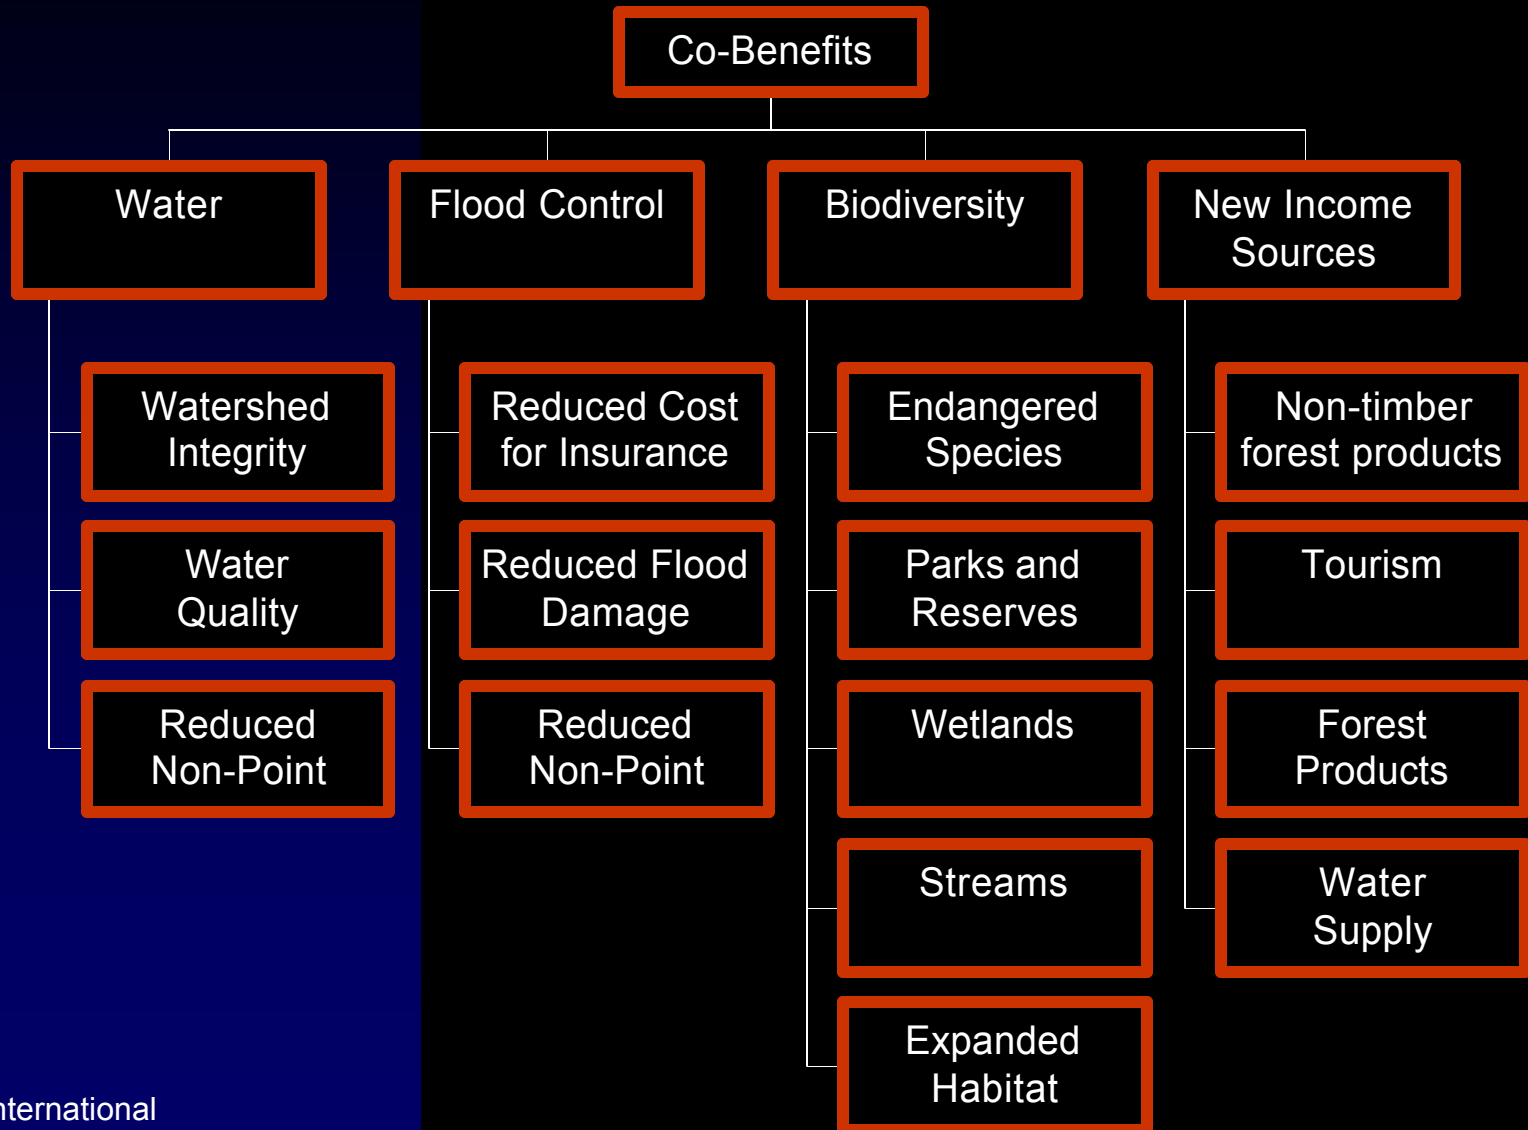 Co-Benefits
Water
Flood Control
Biodiversity
New Income
Sources
Watershed
Integrity
Water
Quality
Reduced
Non-Point
Reduced Cost
for Insurance
Reduced Flood
Damage
Reduced
Non-Point
Endangered
Species
Parks and
Reserves
Wetlands
Streams
Expanded
Habitat
Non-timber
forest products
Tourism
Forest
Products
Water
Supply